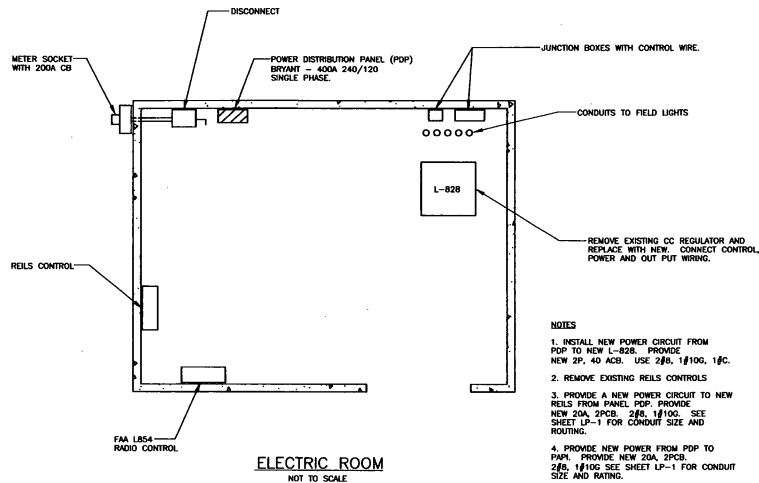 DISCONNECT
METER SOCKET
WITH 200A CB
POWER DISTRIBUTION PANEL (PDP)
BRYANT - 400A 240/120
SINGLE PHASE.
JUNCTION BOXES WITH CONTROL WIRE.
CONDUITS TO FIELD LIGHTS
L-828
REMOVE EXISTING CC REGULATOR AND
REPLACE WITH NEW. CONNECT CONTROL,
POWER AND OUT PUT WIRING.
REILS CONTROL
FAA L854
RADIO CONTROL
ELECTRIC ROOM
NOT TO SCALE
NOTES
1. INSTALL NEW POWER CIRCUIT FROM
PDP TO NEW L-828. PROVIDE
NEW 2P, 40 ACB. USE 2#8, 1#10G, 1#C.
2. REMOVE EXISTING REILS CONTROLS
3. PROVIDE A NEW POWER CIRCUIT TO NEW
REILS FROM PANEL PDP. PROVIDE
NEW 20A, 2PCB. 2#8, 1#10G. SEE
SHEET LP-1 FOR CONDUIT SIZE AND
ROUTING.
4. PROVIDE NEW POWER FROM PDP TO
PAPI. PROVIDE NEW 20A, 2PCB.
2#8, 1#10G SEE SHEET LP-1 FOR CONDUIT
SIZE AND RATING.